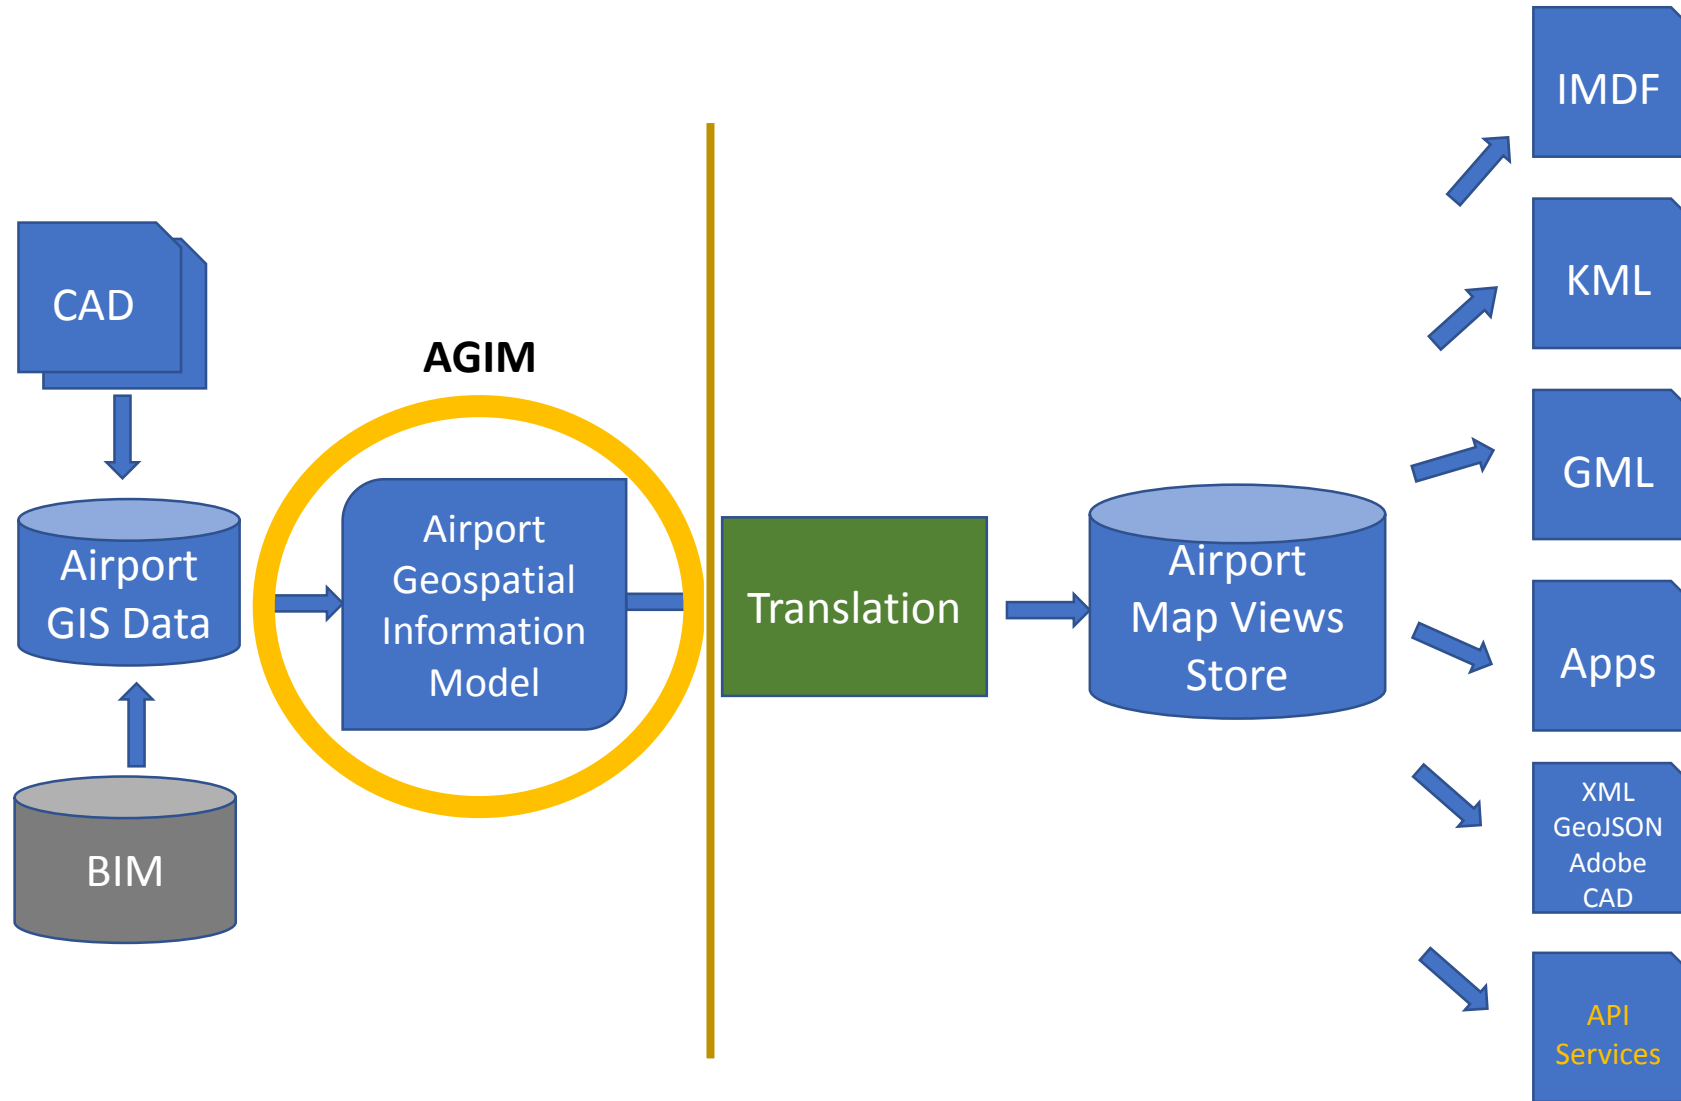 CAD
Airport
GIS Data
BIM
AGIM
Airport
Geospatial
Information
Model
Translation
Airport
Map Views
Store
IMDF
KML
GML
Apps
XML
GeoJSON
Adobe
CAD
API
Services